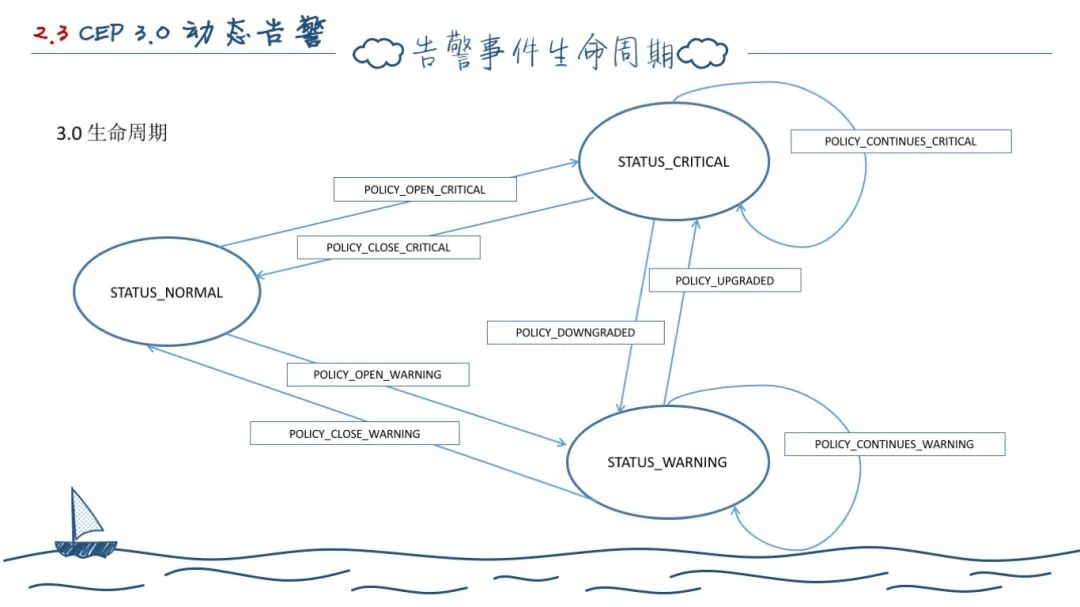 2.3 CEP 3.0 动态告警
告警事件生命周期
3.0 生命周期
STATUS_CRITICAL
POLICY_CONTINUES_CRITICAL
POLICY_OPEN_CRITICAL
POLICY_CLOSE_CRITICAL
STATUS_NORMAL
POLICY_UPGRADED
POLICY_DOWNGRADED
POLICY_OPEN_WARNING
POLICY_CLOSE_WARNING
POLICY_CONTINUES_WARNING
STATUS_WARNING